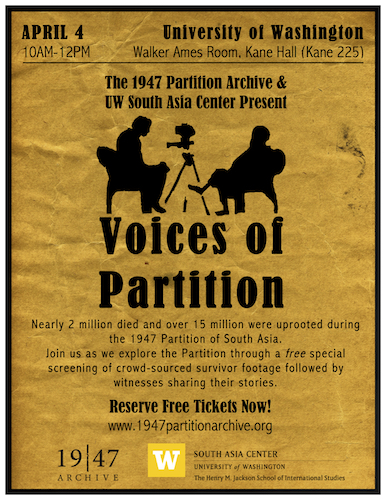 APRIL 4
University of Washington
10AM-12PM
Walker Ames Room, Kane Hall (Kane 225)
The 1947 Partition Archive &
UW South Asia Center Present
Voices of
Partition
Nearly 2 million died and over 15 million were uprooted during
the 1947 Partition of South Asia.
Join us as we explore the Partition through a free special
screening of crowd-sourced survivor footage followed by
witnesses sharing their stories.
Reserve Free Tickets Now!
www.1947partitionarchive.org
19|47
ARCHIVE
W
SOUTH ASIA CENTER
UNIVERSITY of WASHINGTON
The Henry M. Jackson School of International Studies